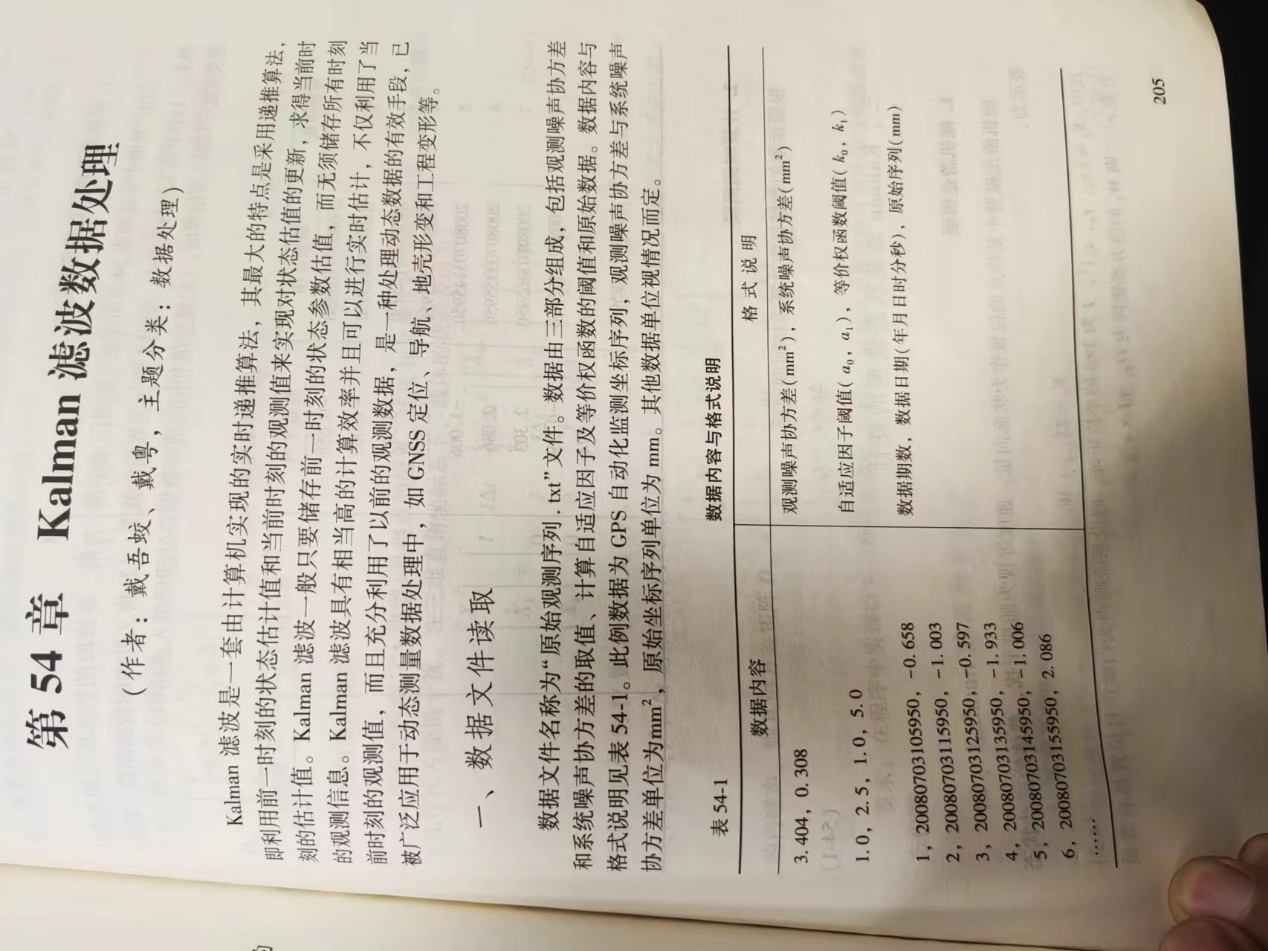 第 54 章 Kalman 滤波数据处理
(作者：戴吾蛟、戴粤，主题分类：数据处理)
Kalman 滤波是一套由计算机实现的实时递推算法，其最大的特点是采用递推算法，
即利用前一时刻的状态估计值和当前时刻的观测值来实现对状态估值的更新，求得当前时
刻的估计值。Kalman 滤波一般只要储存前一时刻的状态参数估值，而无须储存所有时刻
的观测信息。Kalman 滤波具有相当高的计算效率并且可以进行实时估计，不仅利用了当
前时刻的观测值，而且充分利用了以前的观测数据，是一种处理动态数据的有效手段，已
被广泛应用于动态测量数据处理中，如 GNSS 定位、导航、地壳形变和工程变形等。
一、数据文件读取
数据文件名称为“原始观测序列.txt”文件。数据由三部分组成，包括观测噪声协方差
和系统噪声协方差的取值、计算自适应因子及等价权函数的阈值和原始数据。数据内容与
格式说明见表 54-1。此例数据为 GPS 自动化监测坐标序列，观测噪声协方差与系统噪声
协方差单位为mm²，原始坐标序列单位为 mm。其他数据单位视情况而定。
表 54-1 数据内容与格式说明
数据内容 格式说明
3.404，0.308 观测噪声协方差(mm²)，系统噪声协方差(mm²)
1.0，2.5，1.0，5.0 自适应因子阈值(a₀，a₁)，等价权函数阈值(k₀，k₁)
1，20080703105950，-0.658 数据期数，数据日期(年月日时分秒)，原始序列(mm)
2，20080703115950，-1.003
3，20080703125950，-0.597
4，20080703135950，-1.933
5，20080703145950，-1.006
6，20080703155950，2.086
……
205
的